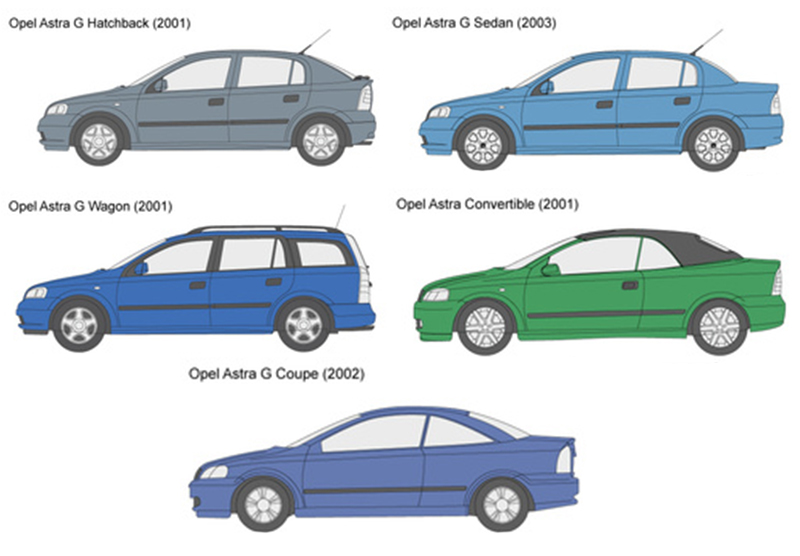 Opel Astra G Hatchback (2001)
Opel Astra G Sedan (2003)
Opel Astra G Wagon (2001)
Opel Astra Convertible (2001)
Opel Astra G Coupe (2002)